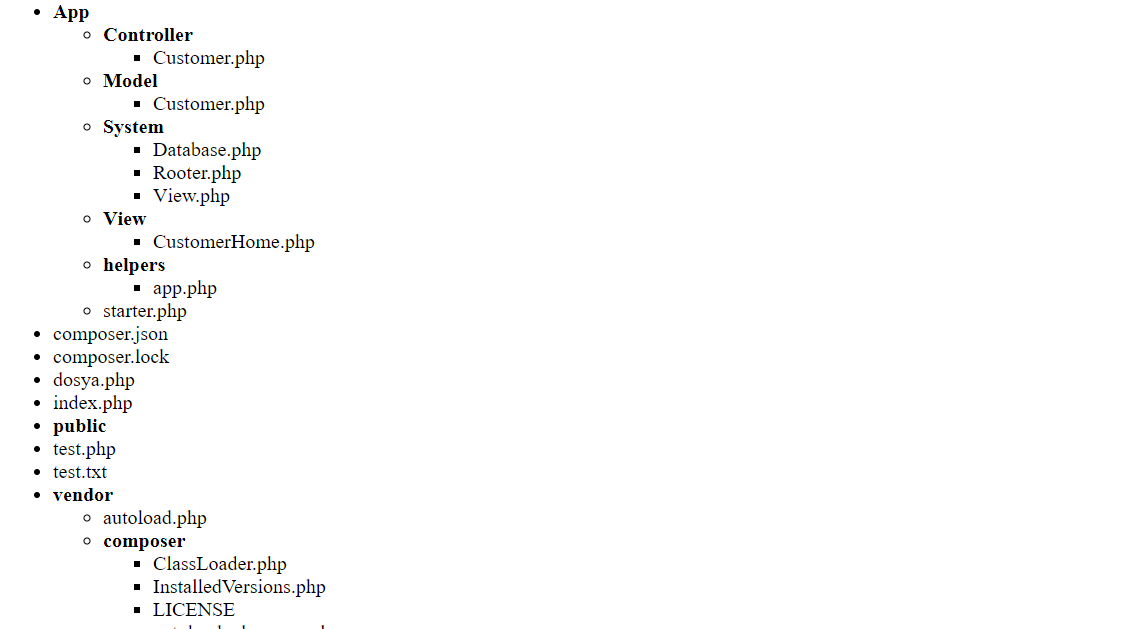 App
Controller
Customer.php
Model
Customer.php
System
Database.php
Rooter.php
View.php
View
CustomerHome.php
helpers
app.php
starter.php
composer.json
composer.lock
dosya.php
index.php
public
test.php
test.txt
vendor
autoload.php
composer
ClassLoader.php
InstalledVersions.php
LICENSE